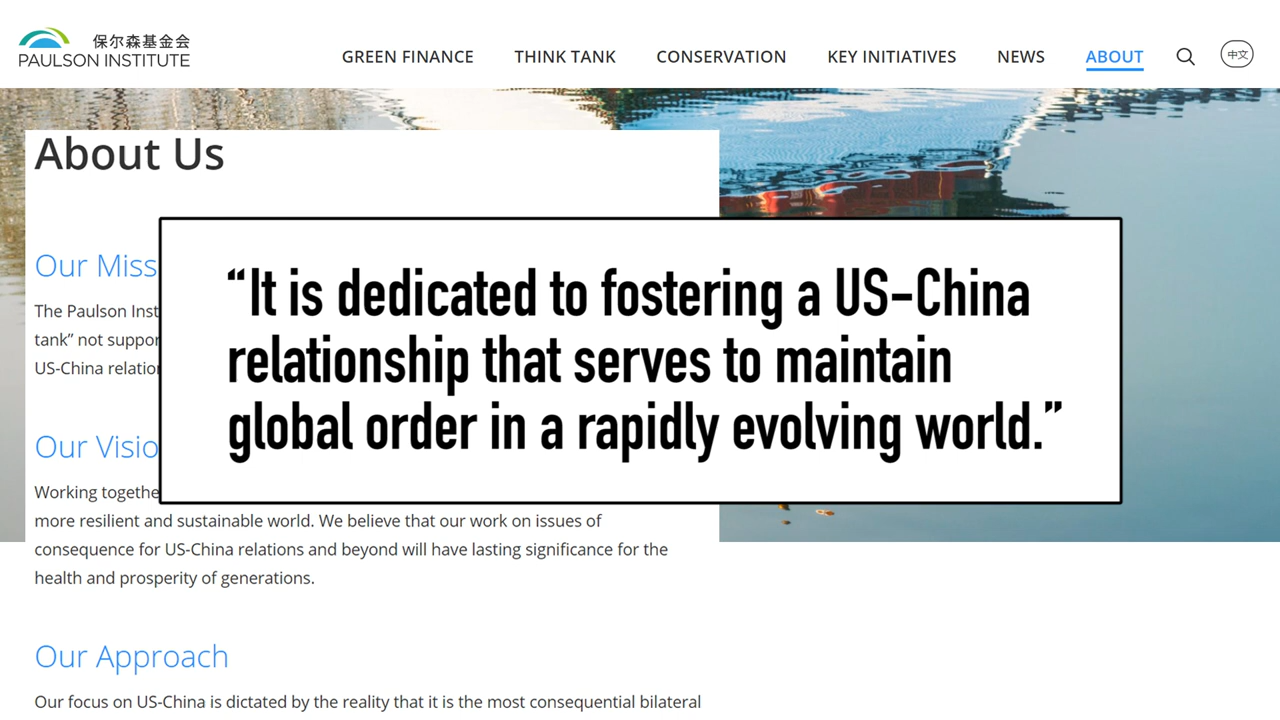 保尔森基金会
PAULSON INSTITUTE
GREEN FINANCE
THINK TANK
CONSERVATION
KEY INITIATIVES
NEWS
ABOUT
中文
About Us
Our Miss
The Paulson Inst
tank” not suppor
US-China relatio
“It is dedicated to fostering a US-China
relationship that serves to maintain
global order in a rapidly evolving world.”
Our Visio
Working togethe
more resilient and sustainable world. We believe that our work on issues of
consequence for US-China relations and beyond will have lasting significance for the
health and prosperity of generations.
Our Approach
Our focus on US-China is dictated by the reality that it is the most consequential bilateral